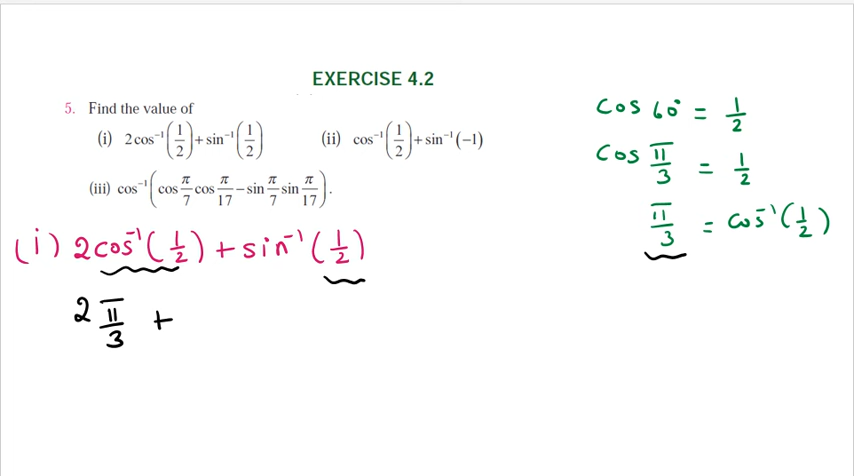 EXERCISE 4.2
5. Find the value of
(i) 2cos⁻¹(1/2)+sin⁻¹(1/2) (ii) cos⁻¹(1/2)+sin⁻¹(−1)
(iii) cos⁻¹(cos π/7 cos π/17 − sin π/7 sin π/17).
(i) 2cos⁻¹(1/2) + sin⁻¹(1/2)
2 π/3 +
cos 60° = 1/2
cos π/3 = 1/2
π/3 = cos⁻¹(1/2)